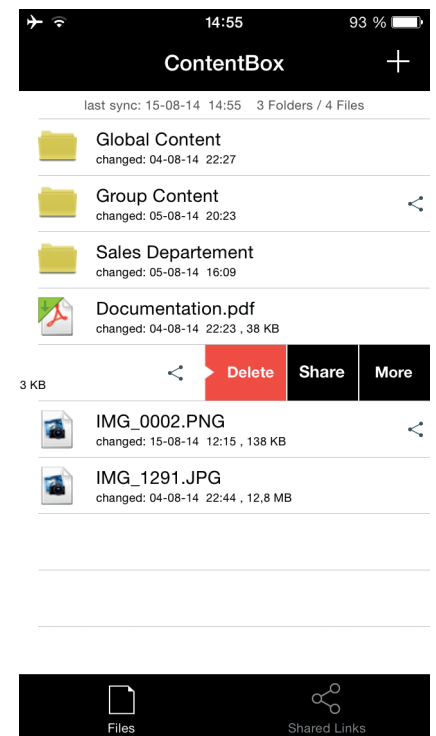 14:55
93 %
ContentBox
last sync: 15-08-14 14:55 3 Folders / 4 Files
Global Content
changed: 04-08-14 22:27
Group Content
changed: 05-08-14 20:23
Sales Departement
changed: 05-08-14 16:09
Documentation.pdf
changed: 04-08-14 22:23 , 38 KB
3 KB
Delete
Share
More
IMG_0002.PNG
changed: 15-08-14 12:15 , 138 KB
IMG_1291.JPG
changed: 04-08-14 22:44 , 12,8 MB
Files
Shared Links